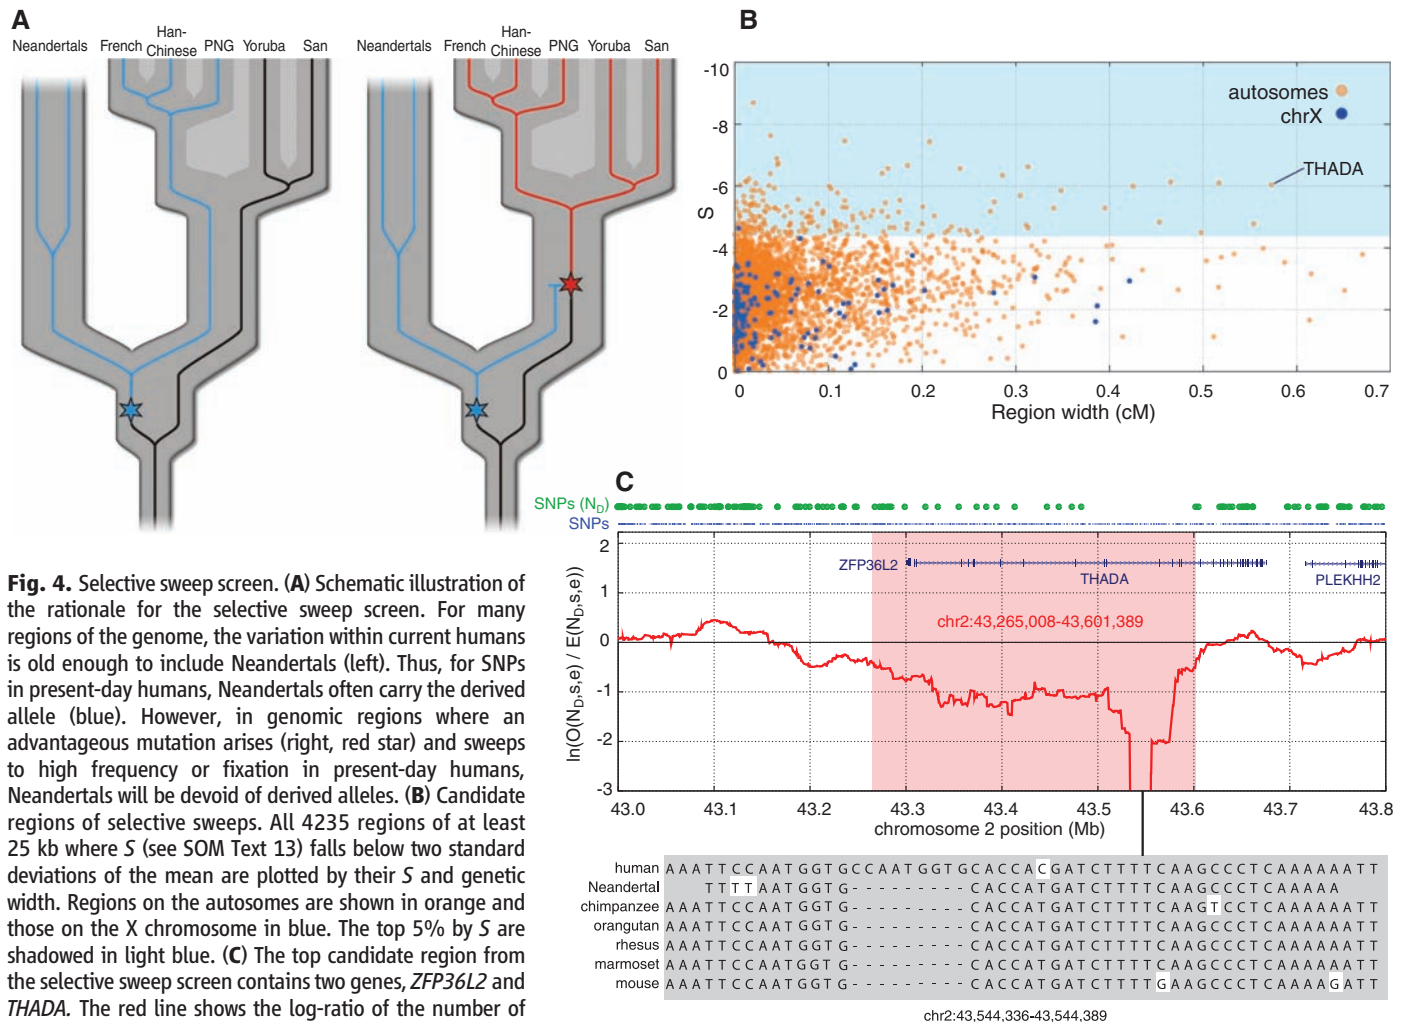 A
Neandertals French Han-Chinese PNG Yoruba San
Neandertals French Han-Chinese PNG Yoruba San
B
-10
-8
-6
-4
-2
0
S
autosomes
chrX
THADA
0 0.1 0.2 0.3 0.4 0.5 0.6 0.7
Region width (cM)
C
SNPs (ND)
SNPs
2
1
0
-1
-2
-3
ln(O(ND,s,e) / E(ND,s,e))
ZFP36L2
THADA
PLEKHH2
chr2:43,265,008-43,601,389
43.0 43.1 43.2 43.3 43.4 43.5 43.6 43.7 43.8
chromosome 2 position (Mb)
human AAATTCCAATGGTGCCAATGGTGCACCACGATCTTTTCAAGCCCTCAAAAAATT
Neandertal TTTTAATGGTG---------CACCATGATCTTTTCAAGCCCTCAAAAA
chimpanzee AAATTCCAATGGTG---------CACCATGATCTTTTCAAGTCCTCAAAAAATT
orangutan AAATTCCAATGGTG---------CACCATGATCTTTTCAAGCCCTCAAAAAATT
rhesus AAATTCCAATGGTG---------CACCATGATCTTTTCAAGCCCTCAAAAAATT
marmoset AAATTCCAATGGTG---------CACCATGATCTTTTCAAGCCCTCAAAAAATT
mouse AAATTCCAATGGTG---------CACCATGATCTTTTGAAGCCCTCAAAAGATT
chr2:43,544,336-43,544,389
Fig. 4. Selective sweep screen. (A) Schematic illustration of
the rationale for the selective sweep screen. For many
regions of the genome, the variation within current humans
is old enough to include Neandertals (left). Thus, for SNPs
in present-day humans, Neandertals often carry the derived
allele (blue). However, in genomic regions where an
advantageous mutation arises (right, red star) and sweeps
to high frequency or fixation in present-day humans,
Neandertals will be devoid of derived alleles. (B) Candidate
regions of selective sweeps. All 4235 regions of at least
25 kb where S (see SOM Text 13) falls below two standard
deviations of the mean are plotted by their S and genetic
width. Regions on the autosomes are shown in orange and
those on the X chromosome in blue. The top 5% by S are
shadowed in light blue. (C) The top candidate region from
the selective sweep screen contains two genes, ZFP36L2 and
THADA. The red line shows the log-ratio of the number of